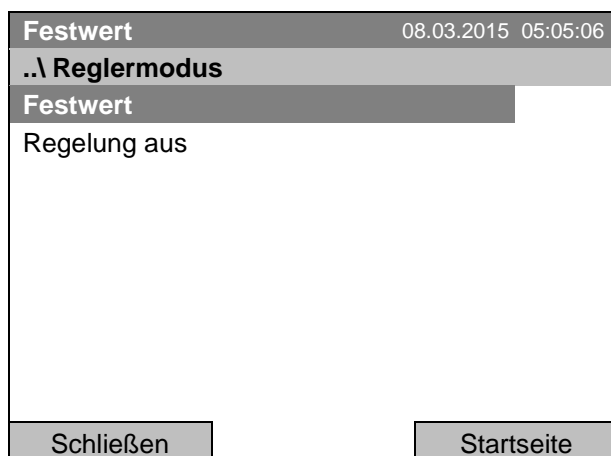 Festwert 08.03.2015 05:05:06
..\ Reglermodus
Festwert
Regelung aus
Schließen Startseite